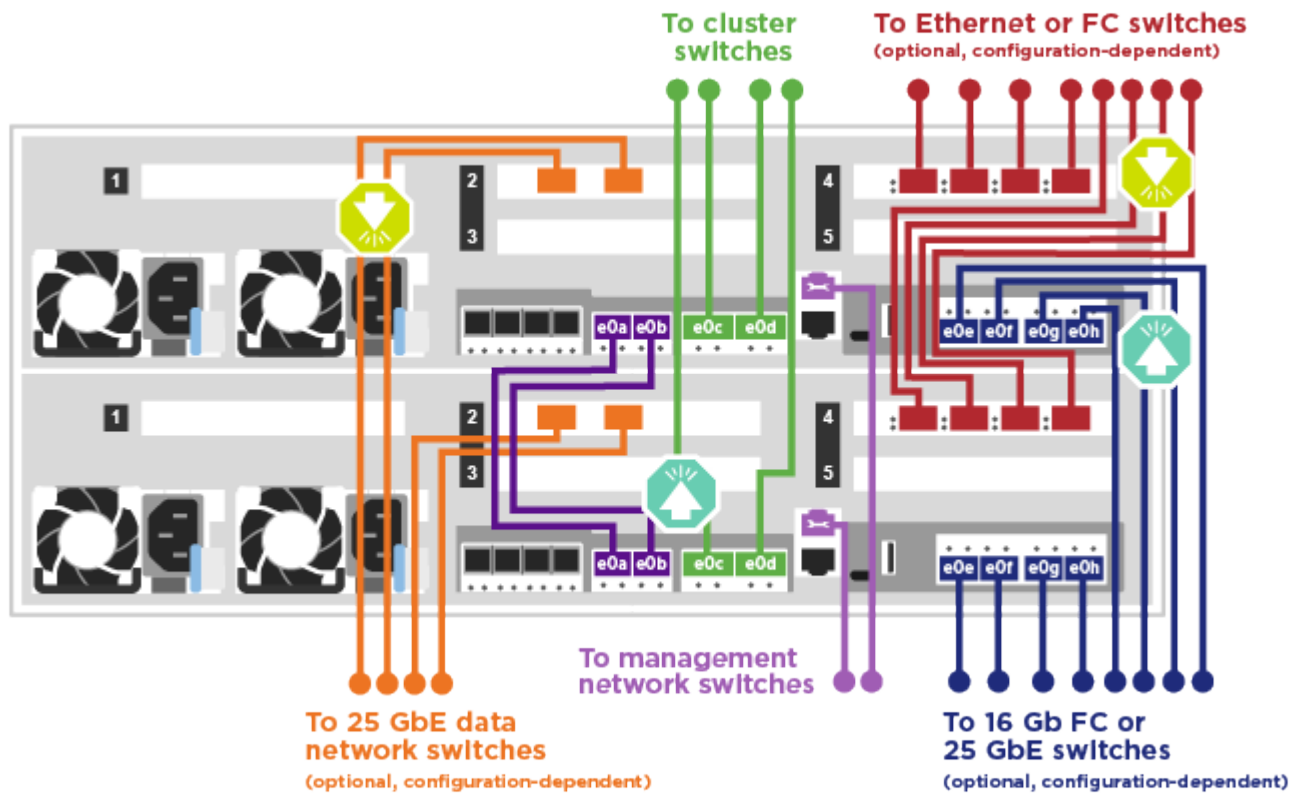 To cluster
switches
To Ethernet or FC switches
(optional, configuration-dependent)
1
2
3
4
5
e0a e0b e0c e0d
e0e e0f e0g e0h
1
2
3
4
5
e0a e0b e0c e0d
e0e e0f e0g e0h
To management
network switches
To 25 GbE data
network switches
(optional, configuration-dependent)
To 16 Gb FC or
25 GbE switches
(optional, configuration-dependent)